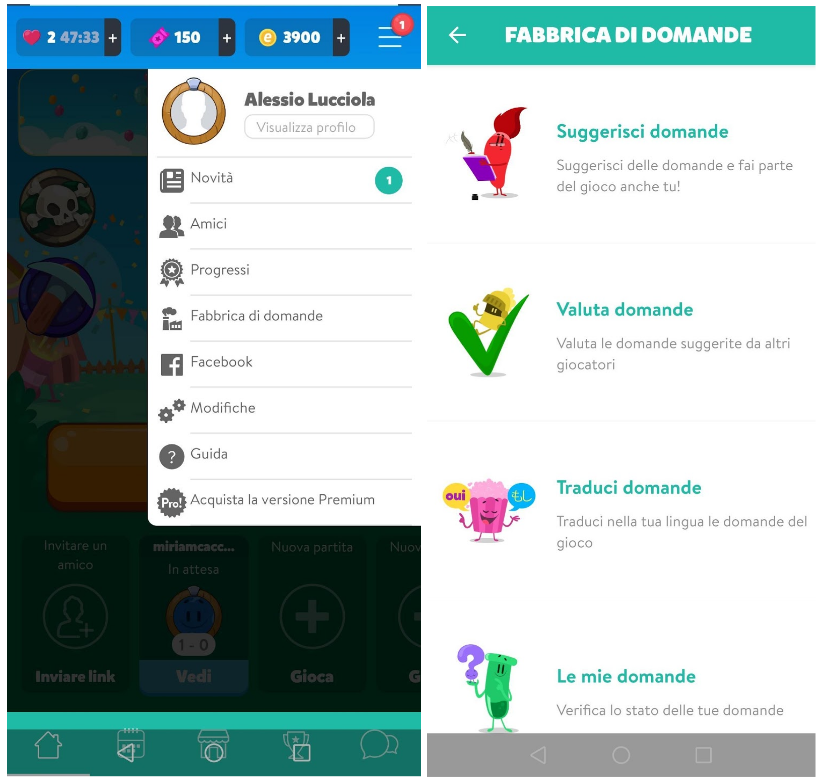 2 47:33 +
150 +
3900 +
1
Alessio Lucciola
Visualizza profilo
Novità
1
Amici
Progressi
Fabbrica di domande
Facebook
Modifiche
?
Guida
Pro!
Acquista la versione Premium
Invitare un
amico
Inviare link
miriamcacc...
In attesa
1 - 0
Vedi
Nuova partita
Gioca
Nuov
G
FABBRICA DI DOMANDE
Suggerisci domande
Suggerisci delle domande e fai parte
del gioco anche tu!
Valuta domande
Valuta le domande suggerite da altri
giocatori
oui
もし
Traduci domande
Traduci nella tua lingua le domande del
gioco
?
Le mie domande
Verifica lo stato delle tue domande